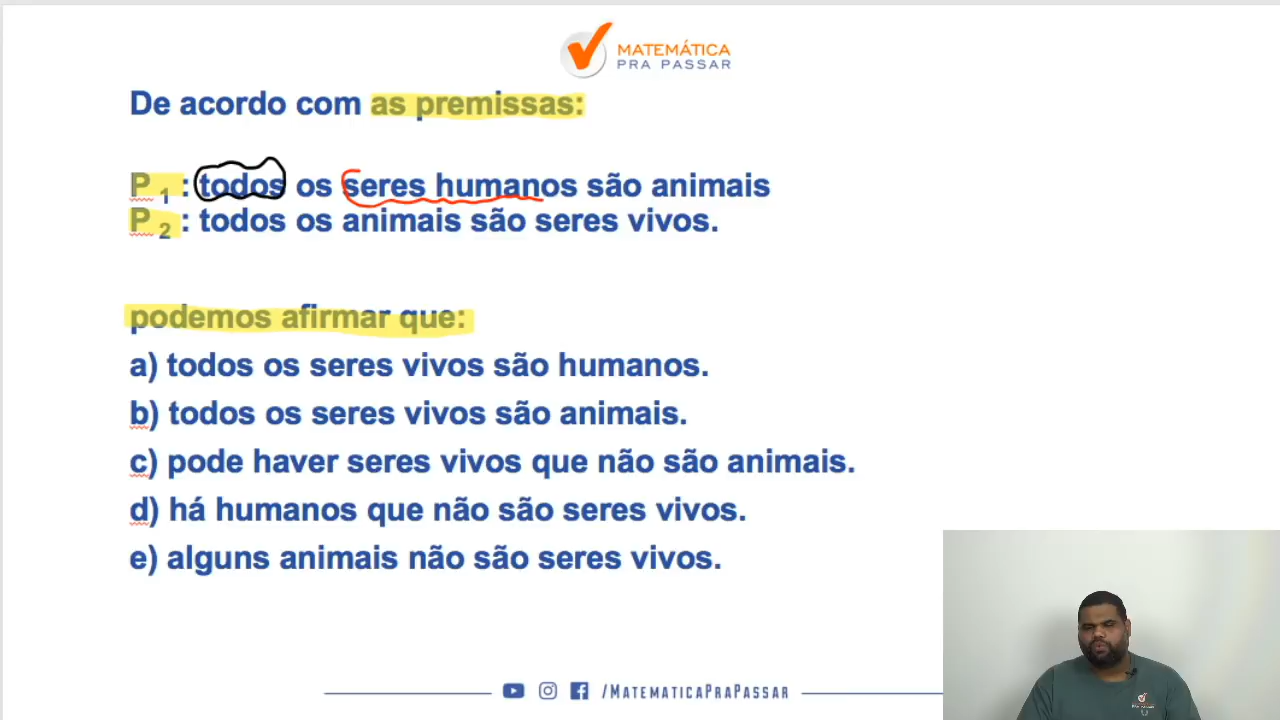 MATEMÁTICA
PRA PASSAR
De acordo com as premissas:
P 1 : todos os seres humanos são animais
P 2 : todos os animais são seres vivos.
podemos afirmar que:
a) todos os seres vivos são humanos.
b) todos os seres vivos são animais.
c) pode haver seres vivos que não são animais.
d) há humanos que não são seres vivos.
e) alguns animais não são seres vivos.
/MATEMATICAPRAPASSAR